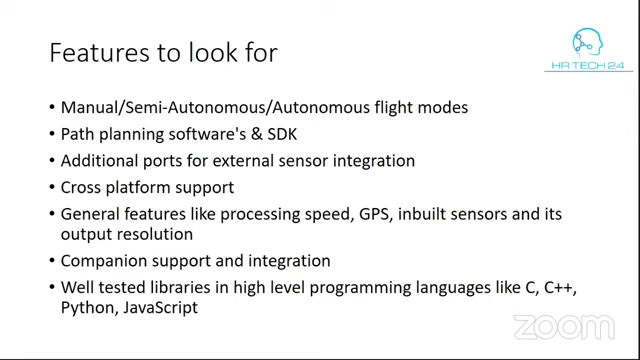 Features to look for
HR TECH 24
• Manual/Semi-Autonomous/Autonomous flight modes
• Path planning software's & SDK
• Additional ports for external sensor integration
• Cross platform support
• General features like processing speed, GPS, inbuilt sensors and its
output resolution
• Companion support and integration
• Well tested libraries in high level programming languages like C, C++,
Python, JavaScript
zoom